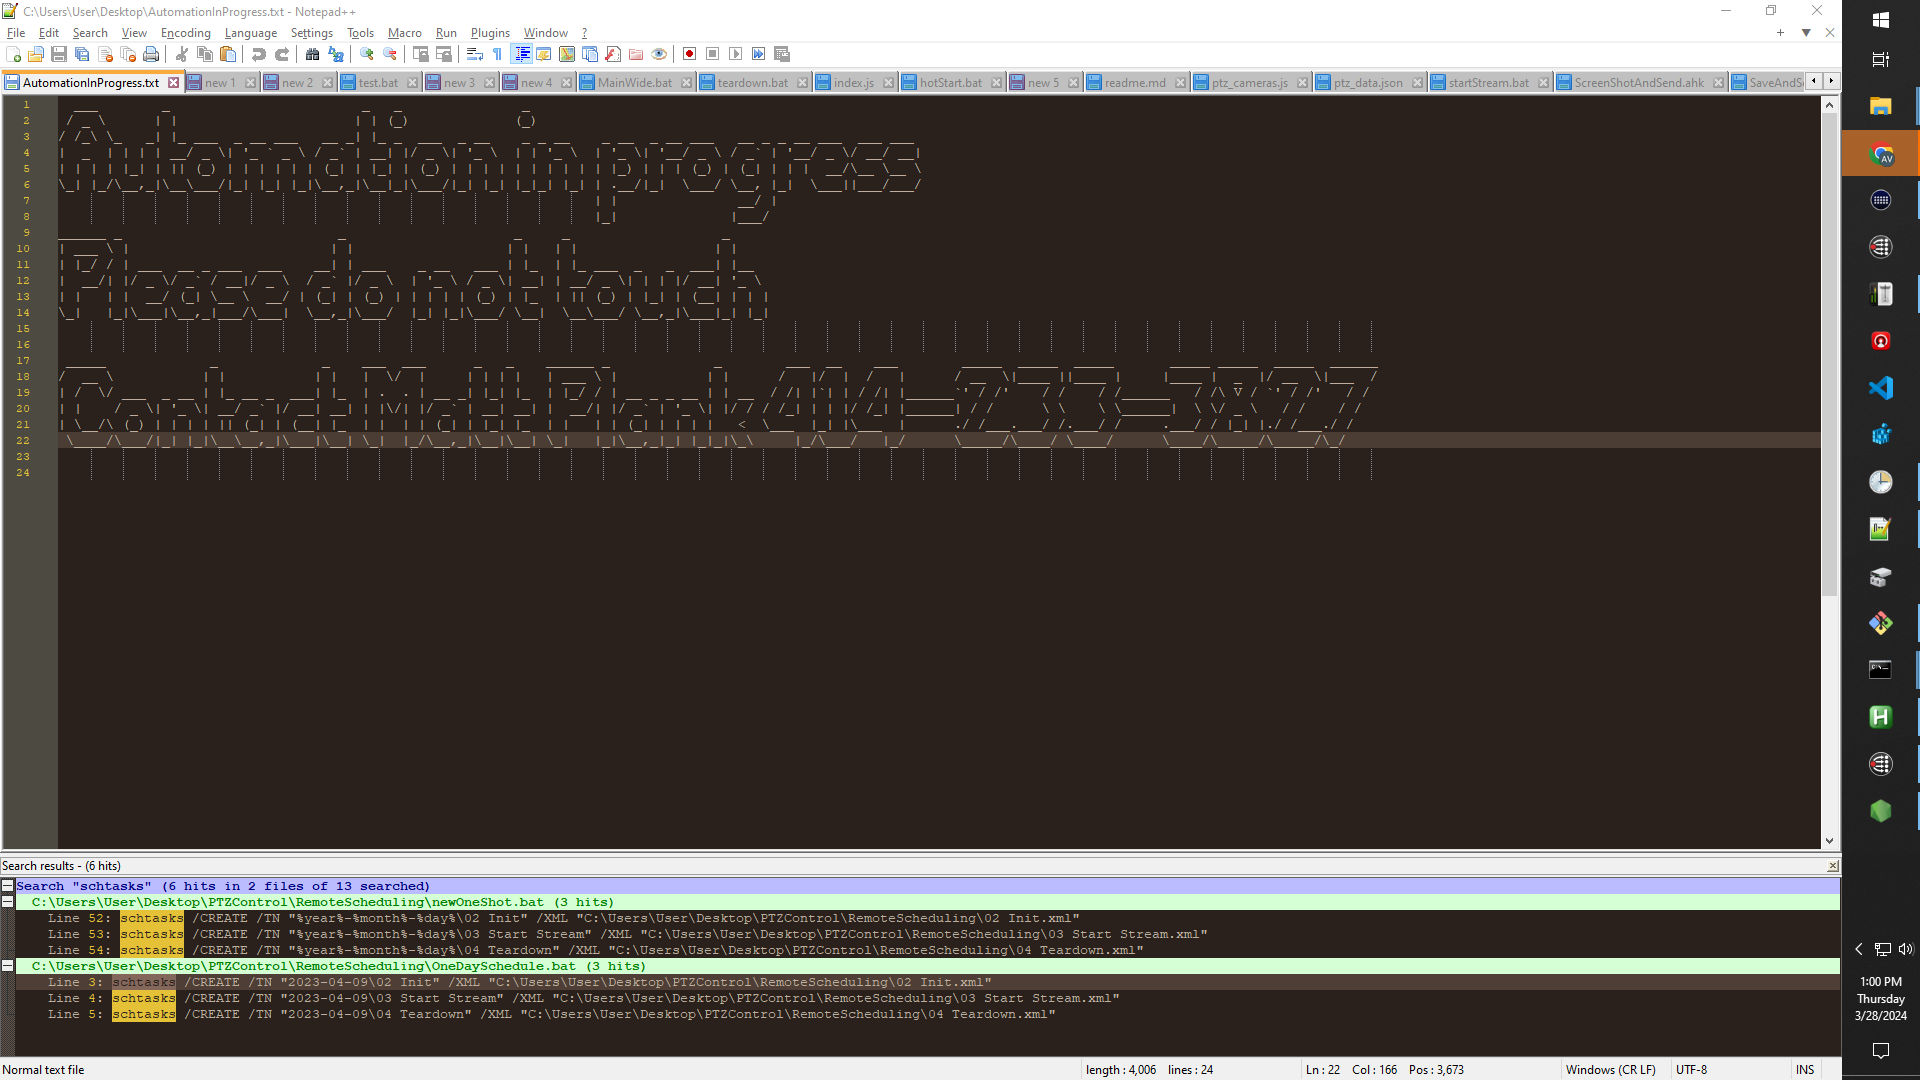 C:\Users\User\Desktop\AutomationInProgress.txt - Notepad++
File Edit Search View Encoding Language Settings Tools Macro Run Plugins Window ?
AutomationInProgress.txt new 1 new 2 test.bat new 3 new 4 MainWide.bat teardown.bat index.js hotStart.bat new 5 readme.md ptz_cameras.js ptz_data.json startStream.bat ScreenShotAndSend.ahk SaveAndSe
1
2
3
4
5
6
7
8
9
10
11
12
13
14
15
16
17
18
19
20
21
22
23
24
Automation in progress
Please do not touch
Search results - (6 hits)
Search "schtasks" (6 hits in 2 files of 13 searched)
C:\Users\User\Desktop\PTZControl\RemoteScheduling\newOneShot.bat (3 hits)
Line 52: schtasks /CREATE /TN "%year%-%month%-%day%\02 Init" /XML "C:\Users\User\Desktop\PTZControl\RemoteScheduling\02 Init.xml"
Line 53: schtasks /CREATE /TN "%year%-%month%-%day%\03 Start Stream" /XML "C:\Users\User\Desktop\PTZControl\RemoteScheduling\03 Start Stream.xml"
Line 54: schtasks /CREATE /TN "%year%-%month%-%day%\04 Teardown" /XML "C:\Users\User\Desktop\PTZControl\RemoteScheduling\04 Teardown.xml"
C:\Users\User\Desktop\PTZControl\RemoteScheduling\OneDaySchedule.bat (3 hits)
Line 3: schtasks /CREATE /TN "2023-04-09\02 Init" /XML "C:\Users\User\Desktop\PTZControl\RemoteScheduling\02 Init.xml"
Line 4: schtasks /CREATE /TN "2023-04-09\03 Start Stream" /XML "C:\Users\User\Desktop\PTZControl\RemoteScheduling\03 Start Stream.xml"
Line 5: schtasks /CREATE /TN "2023-04-09\04 Teardown" /XML "C:\Users\User\Desktop\PTZControl\RemoteScheduling\04 Teardown.xml"
Normal text file length : 4,006 lines : 24 Ln : 22 Col : 166 Pos : 3,673 Windows (CR LF) UTF-8 INS
AV
H
1:00 PM
Thursday
3/28/2024